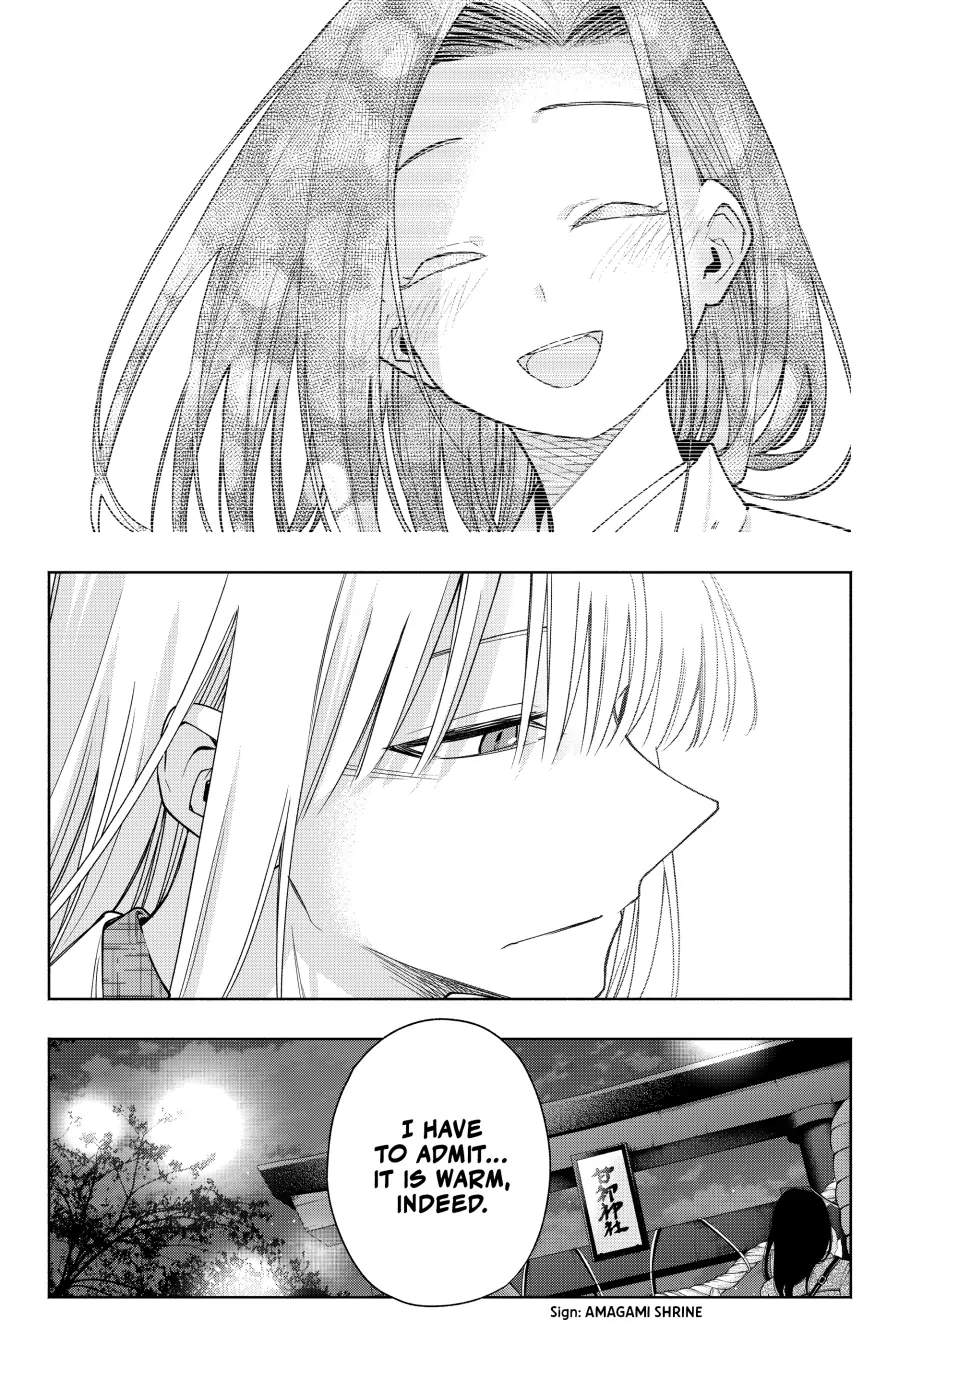 I HAVE
TO ADMIT...
IT IS WARM,
INDEED.
甘神神社
Sign: AMAGAMI SHRINE